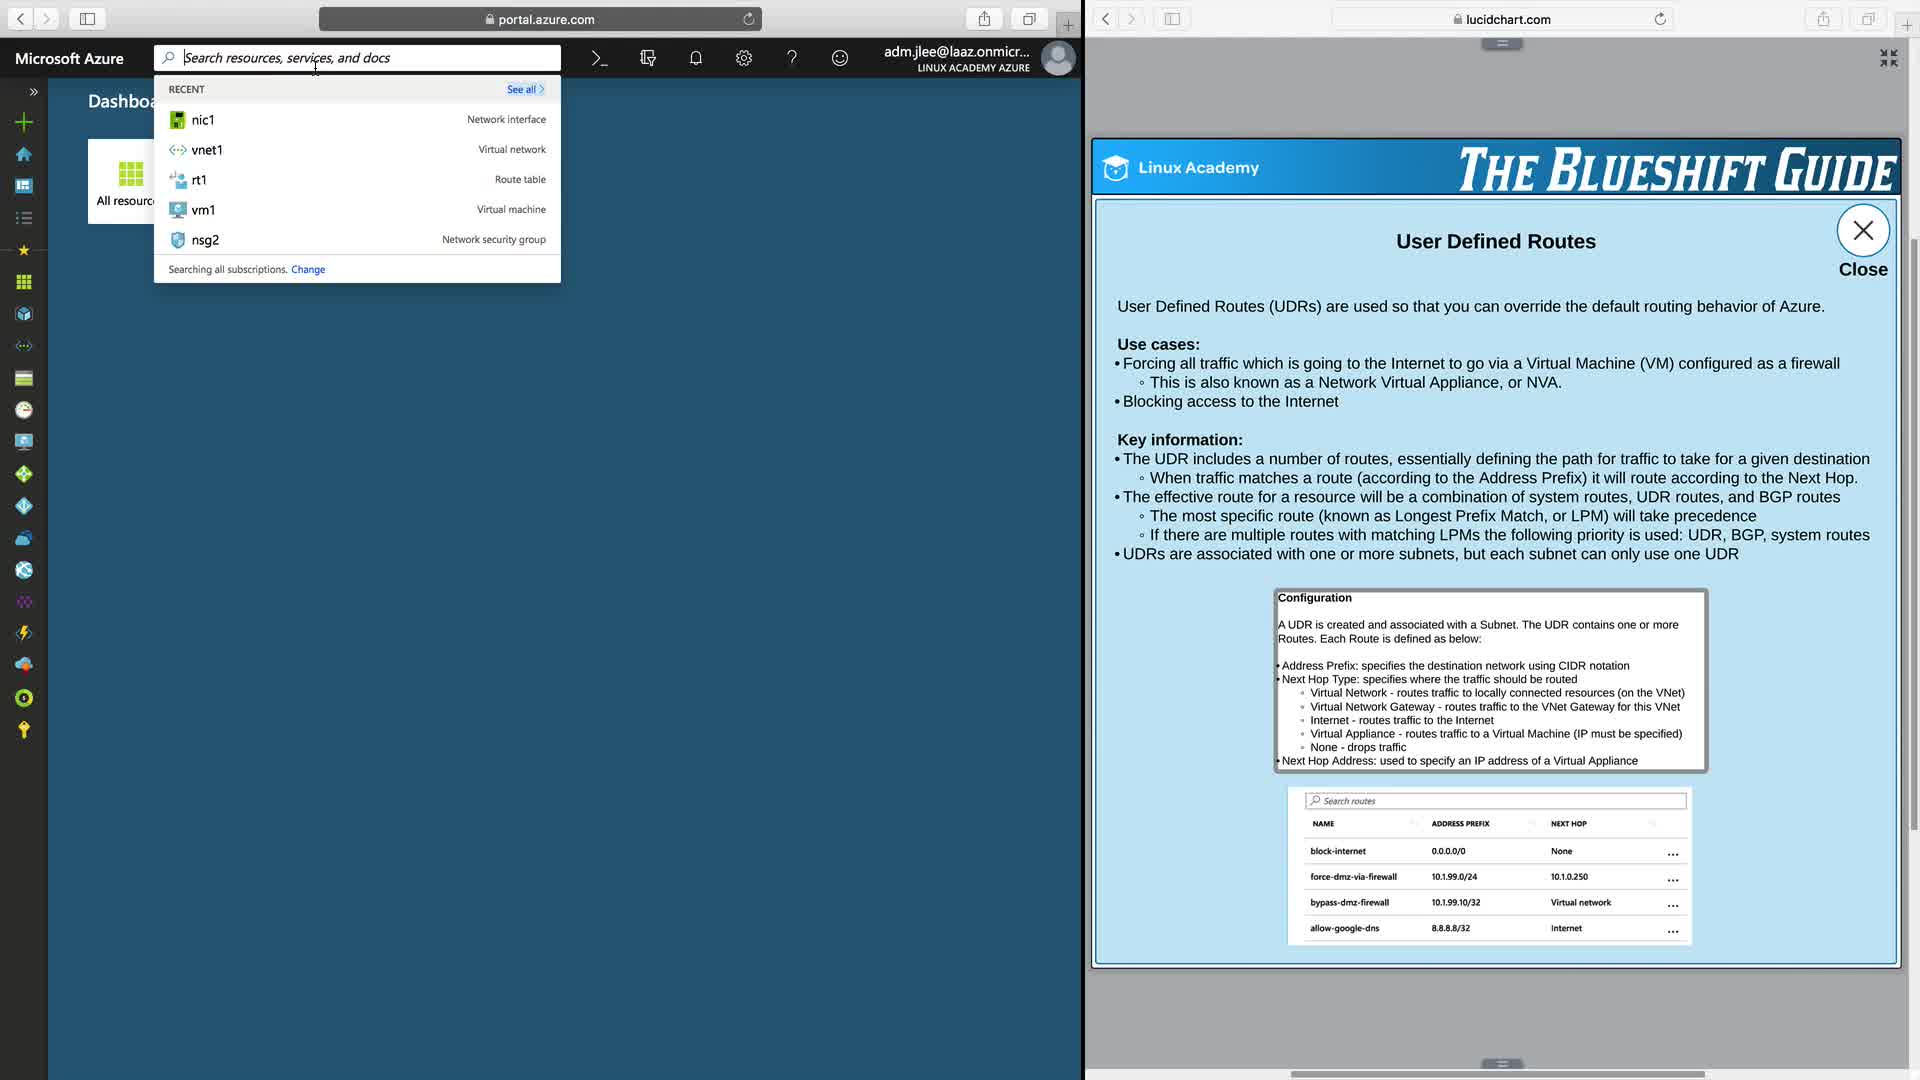 portal.azure.com
Microsoft Azure
Search resources, services, and docs
adm.jlee@laaz.onmicr...
LINUX ACADEMY AZURE
RECENT
See all
nic1
Network interface
vnet1
Virtual network
rt1
Route table
vm1
Virtual machine
nsg2
Network security group
Searching all subscriptions. Change
Dashbo
All resourc
lucidchart.com
Linux Academy
THE BLUESHIFT GUIDE
User Defined Routes
Close
User Defined Routes (UDRs) are used so that you can override the default routing behavior of Azure.
Use cases:
• Forcing all traffic which is going to the Internet to go via a Virtual Machine (VM) configured as a firewall
◦ This is also known as a Network Virtual Appliance, or NVA.
• Blocking access to the Internet
Key information:
• The UDR includes a number of routes, essentially defining the path for traffic to take for a given destination
◦ When traffic matches a route (according to the Address Prefix) it will route according to the Next Hop.
• The effective route for a resource will be a combination of system routes, UDR routes, and BGP routes
◦ The most specific route (known as Longest Prefix Match, or LPM) will take precedence
◦ If there are multiple routes with matching LPMs the following priority is used: UDR, BGP, system routes
• UDRs are associated with one or more subnets, but each subnet can only use one UDR
Configuration
A UDR is created and associated with a Subnet. The UDR contains one or more
Routes. Each Route is defined as below:
• Address Prefix: specifies the destination network using CIDR notation
• Next Hop Type: specifies where the traffic should be routed
◦ Virtual Network - routes traffic to locally connected resources (on the VNet)
◦ Virtual Network Gateway - routes traffic to the VNet Gateway for this VNet
◦ Internet - routes traffic to the Internet
◦ Virtual Appliance - routes traffic to a Virtual Machine (IP must be specified)
◦ None - drops traffic
• Next Hop Address: used to specify an IP address of a Virtual Appliance
Search routes
NAME ADDRESS PREFIX NEXT HOP
block-internet 0.0.0.0/0 None ...
force-dmz-via-firewall 10.1.99.0/24 10.1.0.250 ...
bypass-dmz-firewall 10.1.99.10/32 Virtual network ...
allow-google-dns 8.8.8.8/32 Internet ...